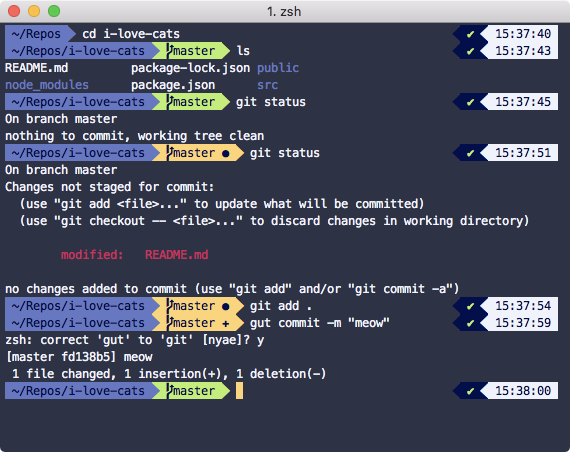 1. zsh
~/Repos cd i-love-cats ✔ 15:37:40
~/Repos/i-love-cats master ls ✔ 15:37:43
README.md package-lock.json public
node_modules package.json src
~/Repos/i-love-cats master git status ✔ 15:37:45
On branch master
nothing to commit, working tree clean
~/Repos/i-love-cats master ● git status ✔ 15:37:51
On branch master
Changes not staged for commit:
(use "git add <file>..." to update what will be committed)
(use "git checkout -- <file>..." to discard changes in working directory)
modified: README.md
no changes added to commit (use "git add" and/or "git commit -a")
~/Repos/i-love-cats master ● git add . ✔ 15:37:54
~/Repos/i-love-cats master + gut commit -m "meow" ✔ 15:37:59
zsh: correct 'gut' to 'git' [nyae]? y
[master fd138b5] meow
1 file changed, 1 insertion(+), 1 deletion(-)
~/Repos/i-love-cats master ✔ 15:38:00